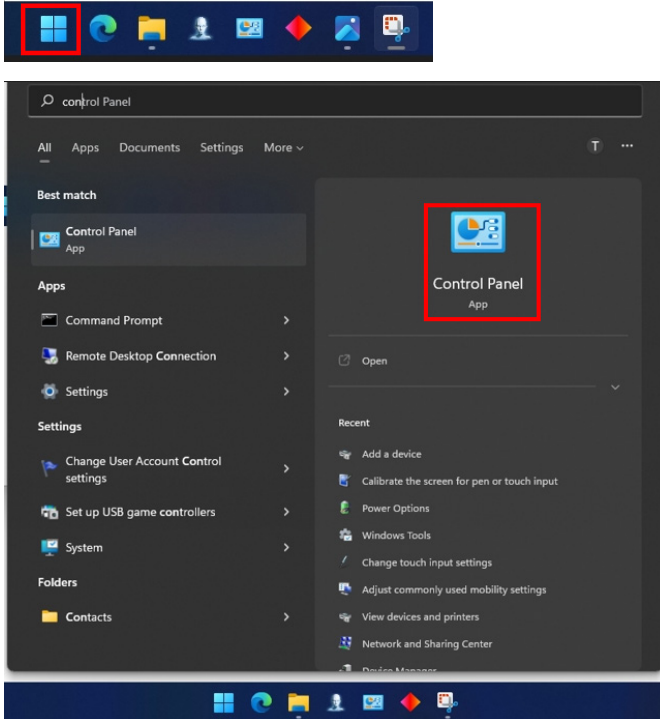 control Panel
All Apps Documents Settings More T ...
Best match
Control Panel
App
Apps
Command Prompt
Remote Desktop Connection
Settings
Settings
Change User Account Control
settings
Set up USB game controllers
System
Folders
Contacts
Control Panel
App
Open
Recent
Add a device
Calibrate the screen for pen or touch input
Power Options
Windows Tools
Change touch input settings
Adjust commonly used mobility settings
View devices and printers
Network and Sharing Center
Device Manager